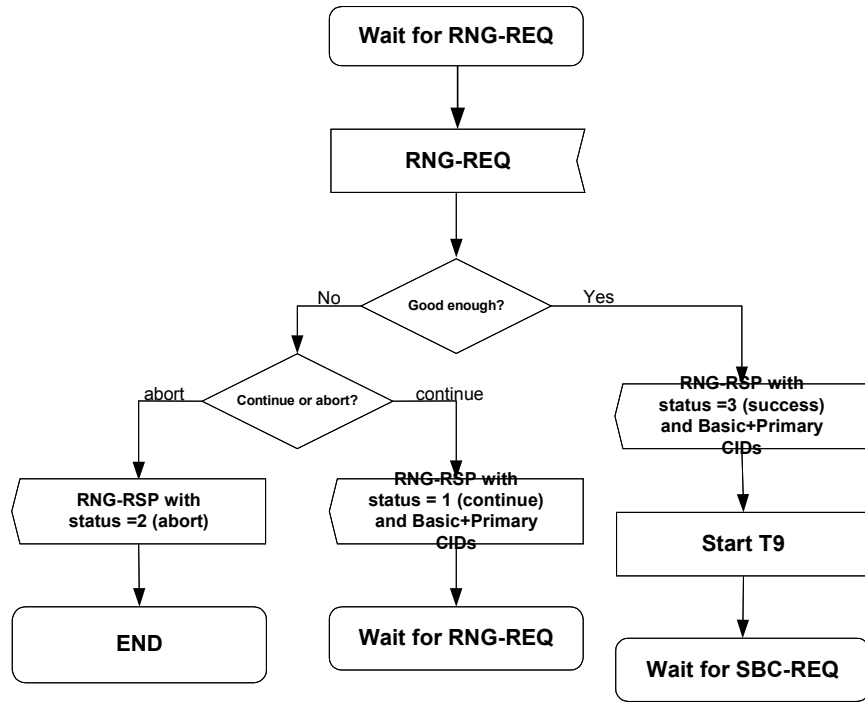 Wait for RNG-REQ
RNG-REQ
Good enough?
No
Yes
Continue or abort?
abort
continue
RNG-RSP with
status =3 (success)
and Basic+Primary
CIDs
RNG-RSP with
status =2 (abort)
RNG-RSP with
status = 1 (continue)
and Basic+Primary
CIDs
Start T9
END
Wait for RNG-REQ
Wait for SBC-REQ